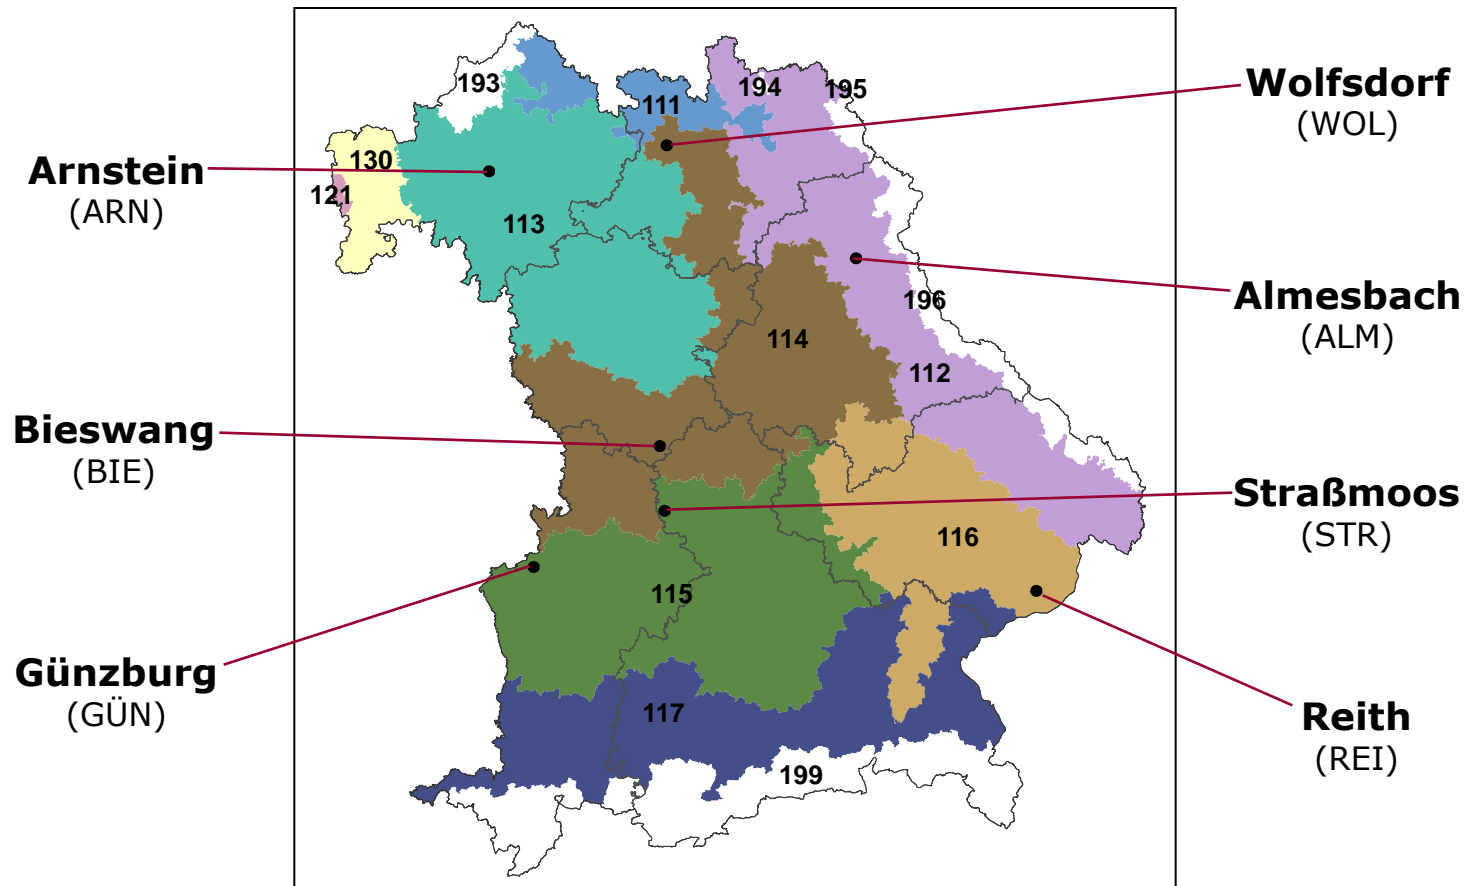 193
194
195
111
Wolfsdorf
(WOL)
130
121
Arnstein
(ARN)
113
196
Almesbach
(ALM)
114
112
Bieswang
(BIE)
Straßmoos
(STR)
116
115
Günzburg
(GÜN)
117
Reith
(REI)
199